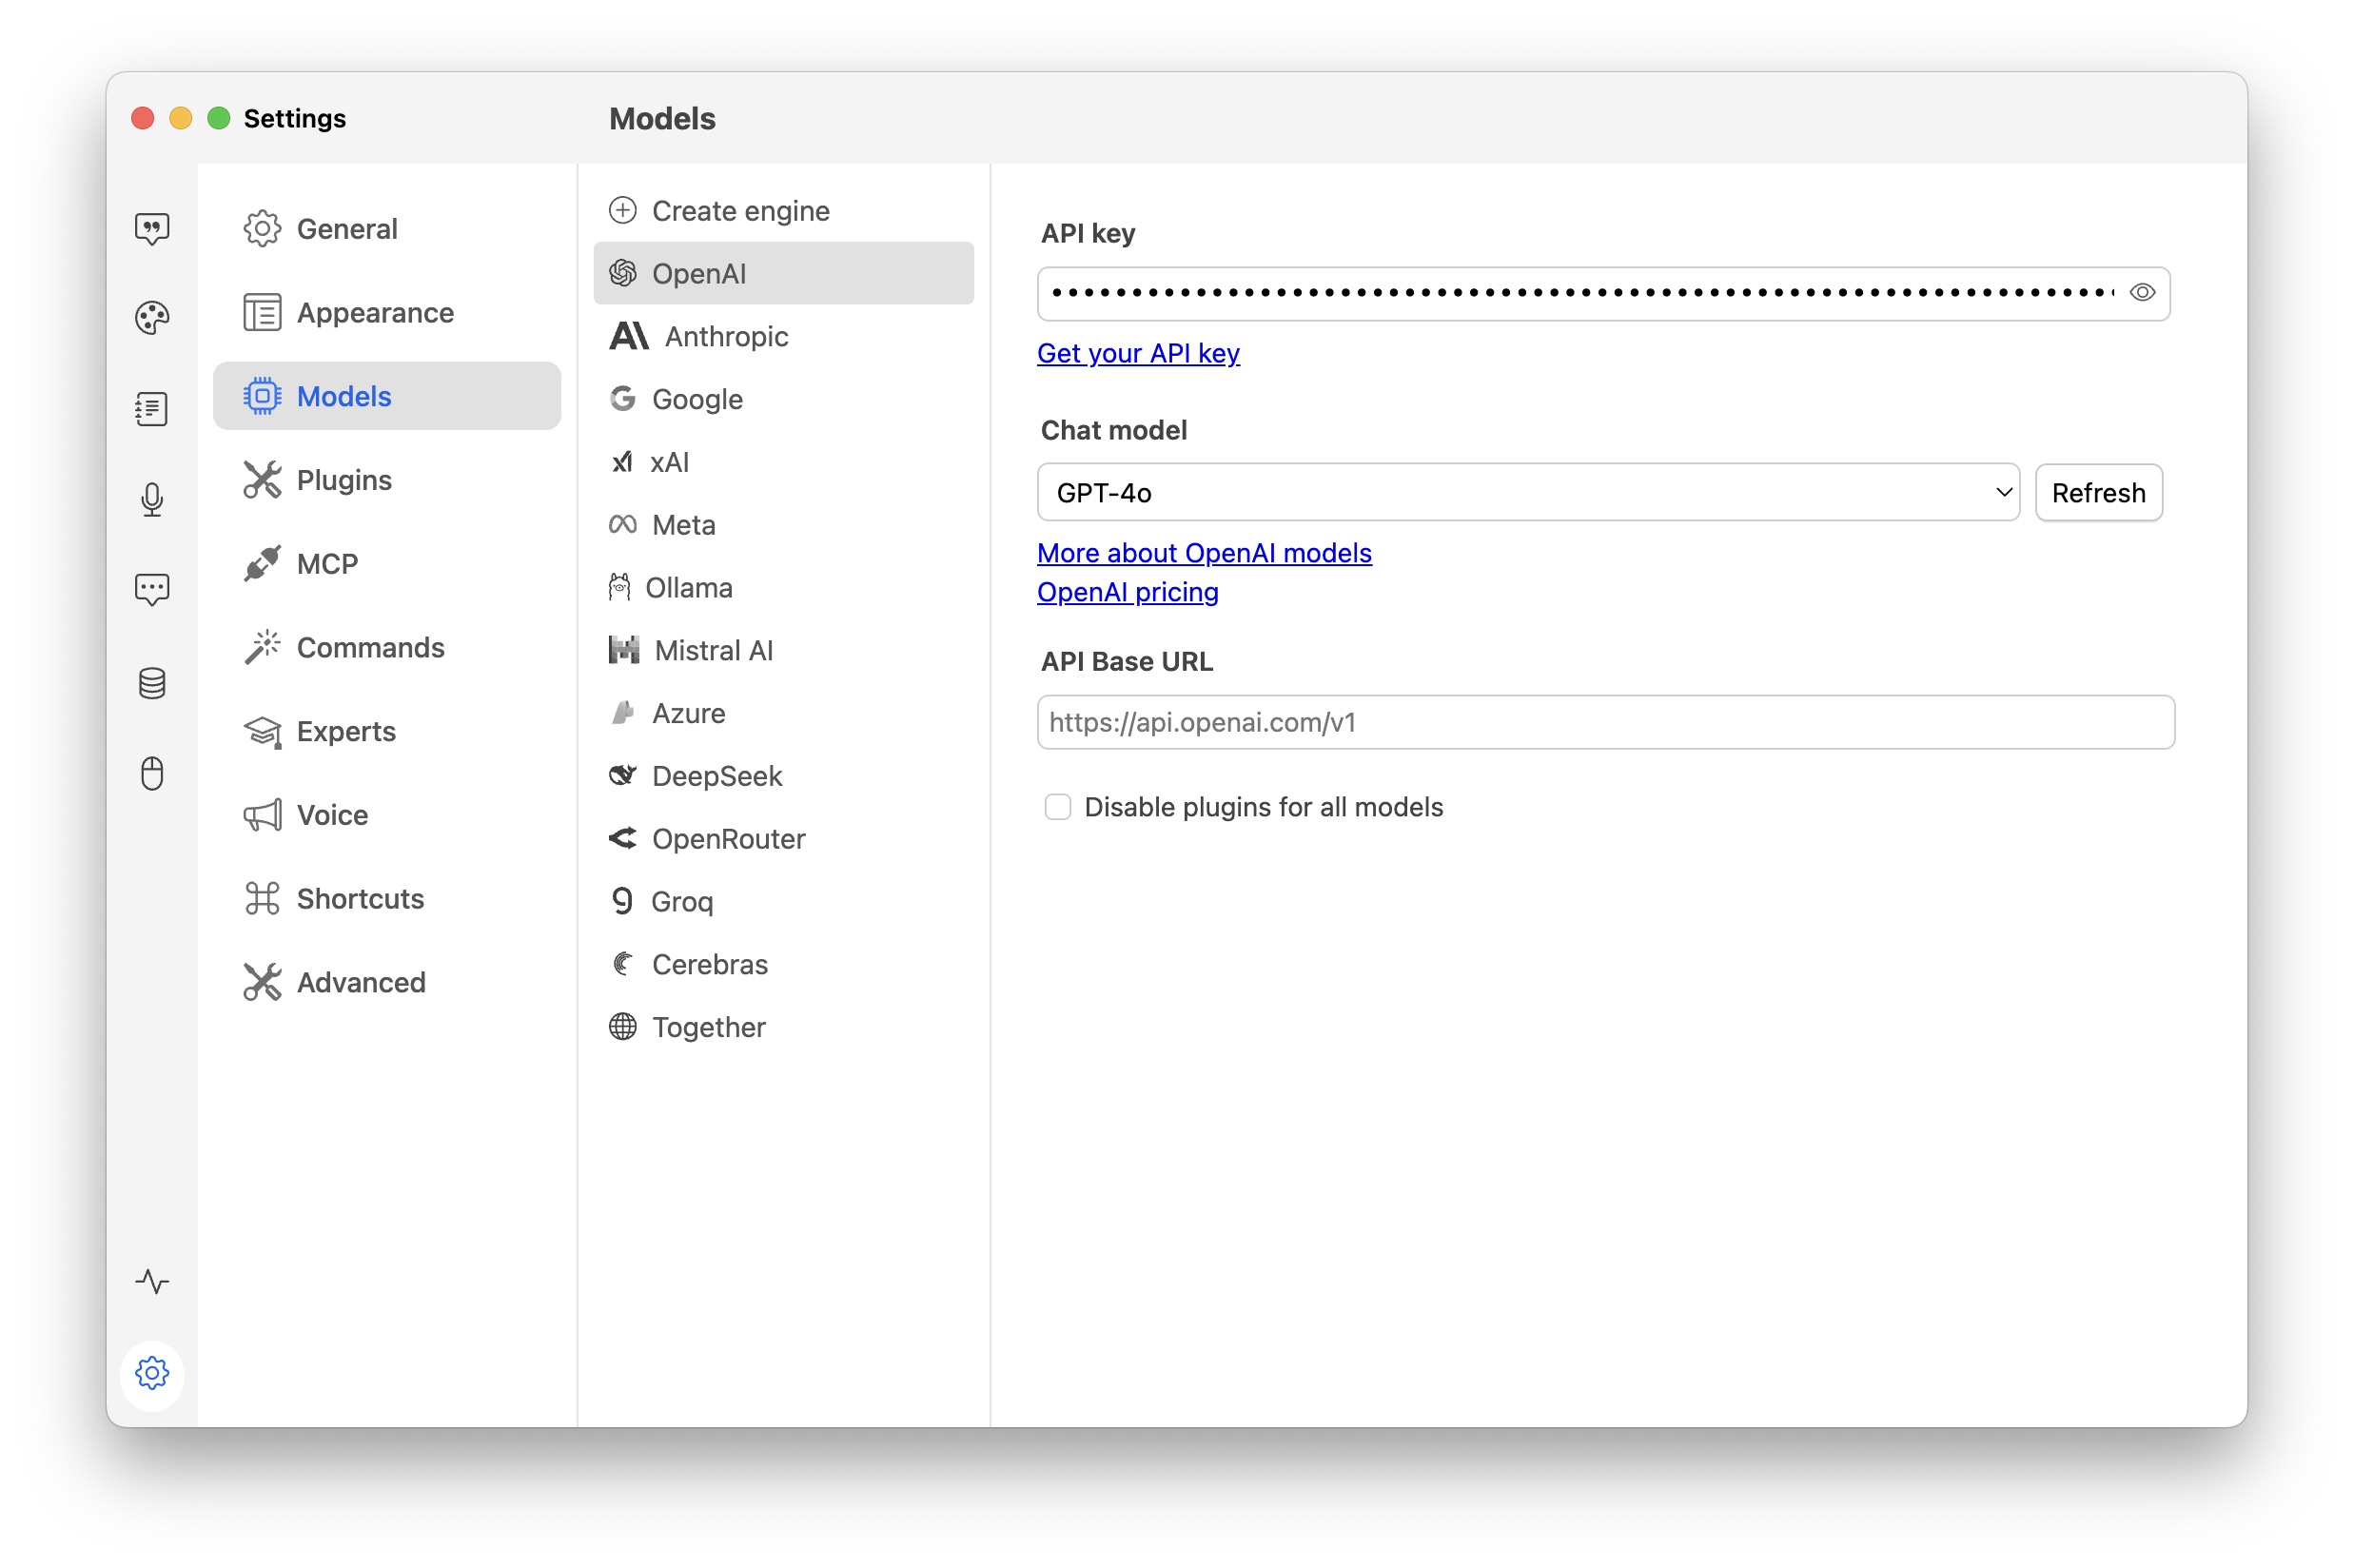 Settings
Models
General
Appearance
Models
Plugins
MCP
Commands
Experts
Voice
Shortcuts
Advanced
Create engine
OpenAI
Anthropic
Google
xAI
Meta
Ollama
Mistral AI
Azure
DeepSeek
OpenRouter
Groq
Cerebras
Together
API key
Get your API key
Chat model
GPT-4o
Refresh
More about OpenAI models
OpenAI pricing
API Base URL
https://api.openai.com/v1
Disable plugins for all models